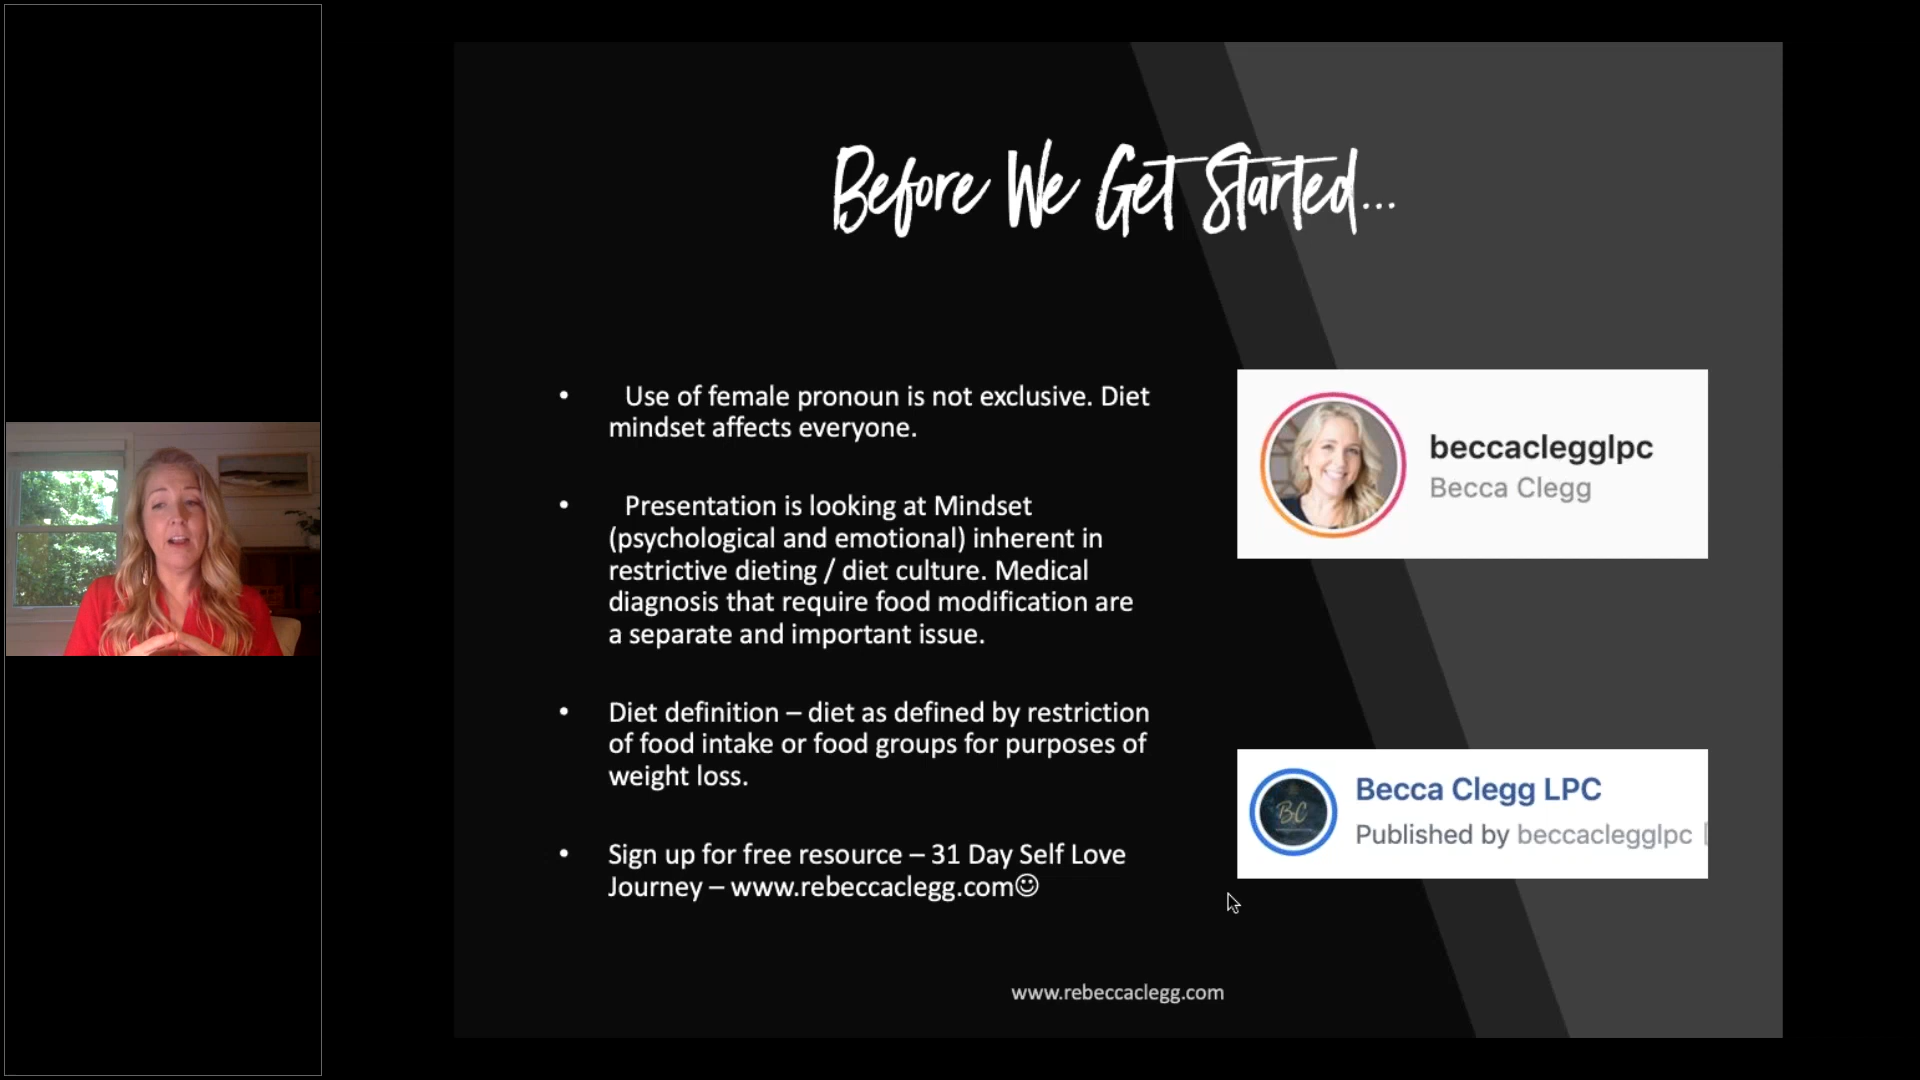 Before We Get Started...
• Use of female pronoun is not exclusive. Diet
mindset affects everyone.
• Presentation is looking at Mindset
(psychological and emotional) inherent in
restrictive dieting / diet culture. Medical
diagnosis that require food modification are
a separate and important issue.
• Diet definition – diet as defined by restriction
of food intake or food groups for purposes of
weight loss.
• Sign up for free resource – 31 Day Self Love
Journey – www.rebeccaclegg.com☺
beccaclegglpc
Becca Clegg
BC
Becca Clegg LPC
Published by beccaclegglpc
www.rebeccaclegg.com